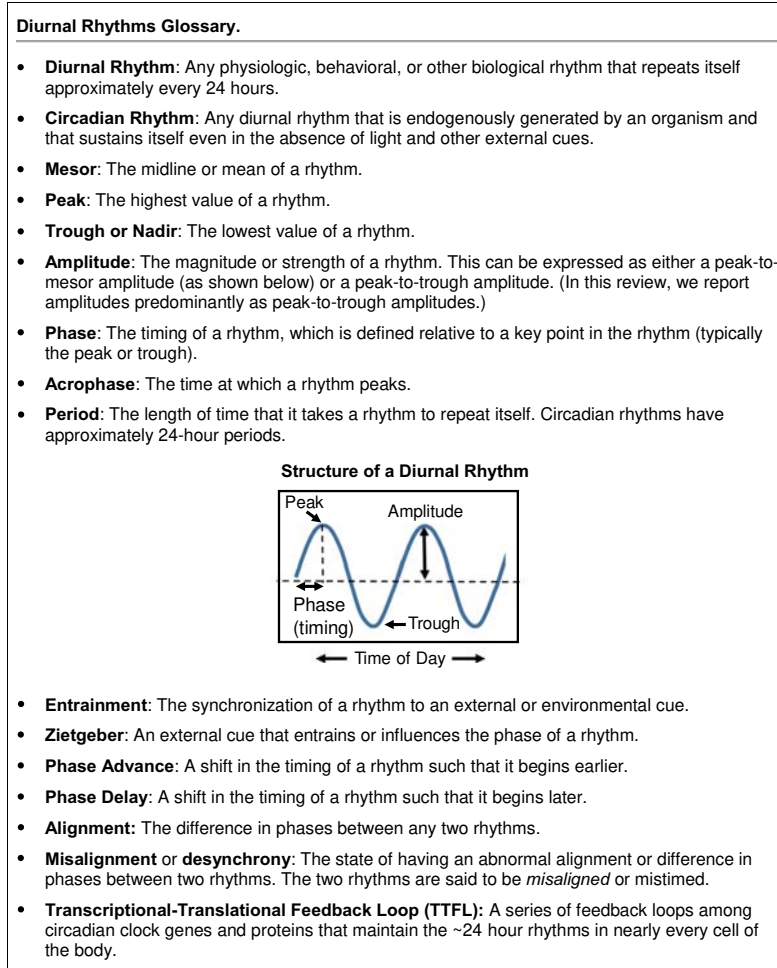 Diurnal Rhythms Glossary.
• Diurnal Rhythm: Any physiologic, behavioral, or other biological rhythm that repeats itself
approximately every 24 hours.
• Circadian Rhythm: Any diurnal rhythm that is endogenously generated by an organism and
that sustains itself even in the absence of light and other external cues.
• Mesor: The midline or mean of a rhythm.
• Peak: The highest value of a rhythm.
• Trough or Nadir: The lowest value of a rhythm.
• Amplitude: The magnitude or strength of a rhythm. This can be expressed as either a peak-to-
mesor amplitude (as shown below) or a peak-to-trough amplitude. (In this review, we report
amplitudes predominantly as peak-to-trough amplitudes.)
• Phase: The timing of a rhythm, which is defined relative to a key point in the rhythm (typically
the peak or trough).
• Acrophase: The time at which a rhythm peaks.
• Period: The length of time that it takes a rhythm to repeat itself. Circadian rhythms have
approximately 24-hour periods.
Structure of a Diurnal Rhythm
Peak
Amplitude
Phase
(timing)
Trough
Time of Day
• Entrainment: The synchronization of a rhythm to an external or environmental cue.
• Zietgeber: An external cue that entrains or influences the phase of a rhythm.
• Phase Advance: A shift in the timing of a rhythm such that it begins earlier.
• Phase Delay: A shift in the timing of a rhythm such that it begins later.
• Alignment: The difference in phases between any two rhythms.
• Misalignment or desynchrony: The state of having an abnormal alignment or difference in
phases between two rhythms. The two rhythms are said to be misaligned or mistimed.
• Transcriptional-Translational Feedback Loop (TTFL): A series of feedback loops among
circadian clock genes and proteins that maintain the ~24 hour rhythms in nearly every cell of
the body.